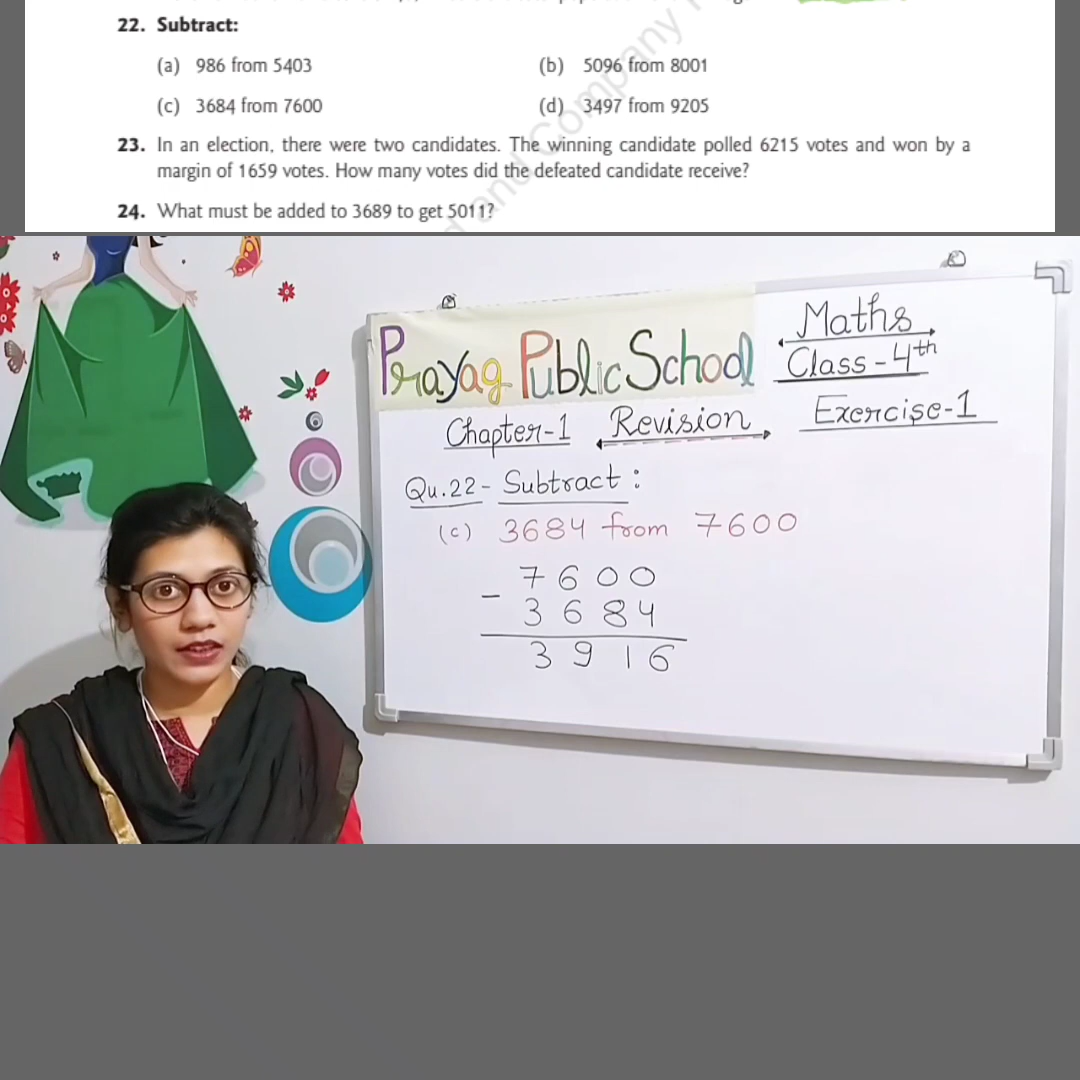 22. Subtract:
(a) 986 from 5403 (b) 5096 from 8001
(c) 3684 from 7600 (d) 3497 from 9205
23. In an election, there were two candidates. The winning candidate polled 6215 votes and won by a
margin of 1659 votes. How many votes did the defeated candidate receive?
24. What must be added to 3689 to get 5011?
and Company
Prayag Public School
Maths
Class-4th
Chapter-1 Revision Exercise-1
Qu.22- Subtract:
(c) 3684 from 7600
7600
- 3684
3916